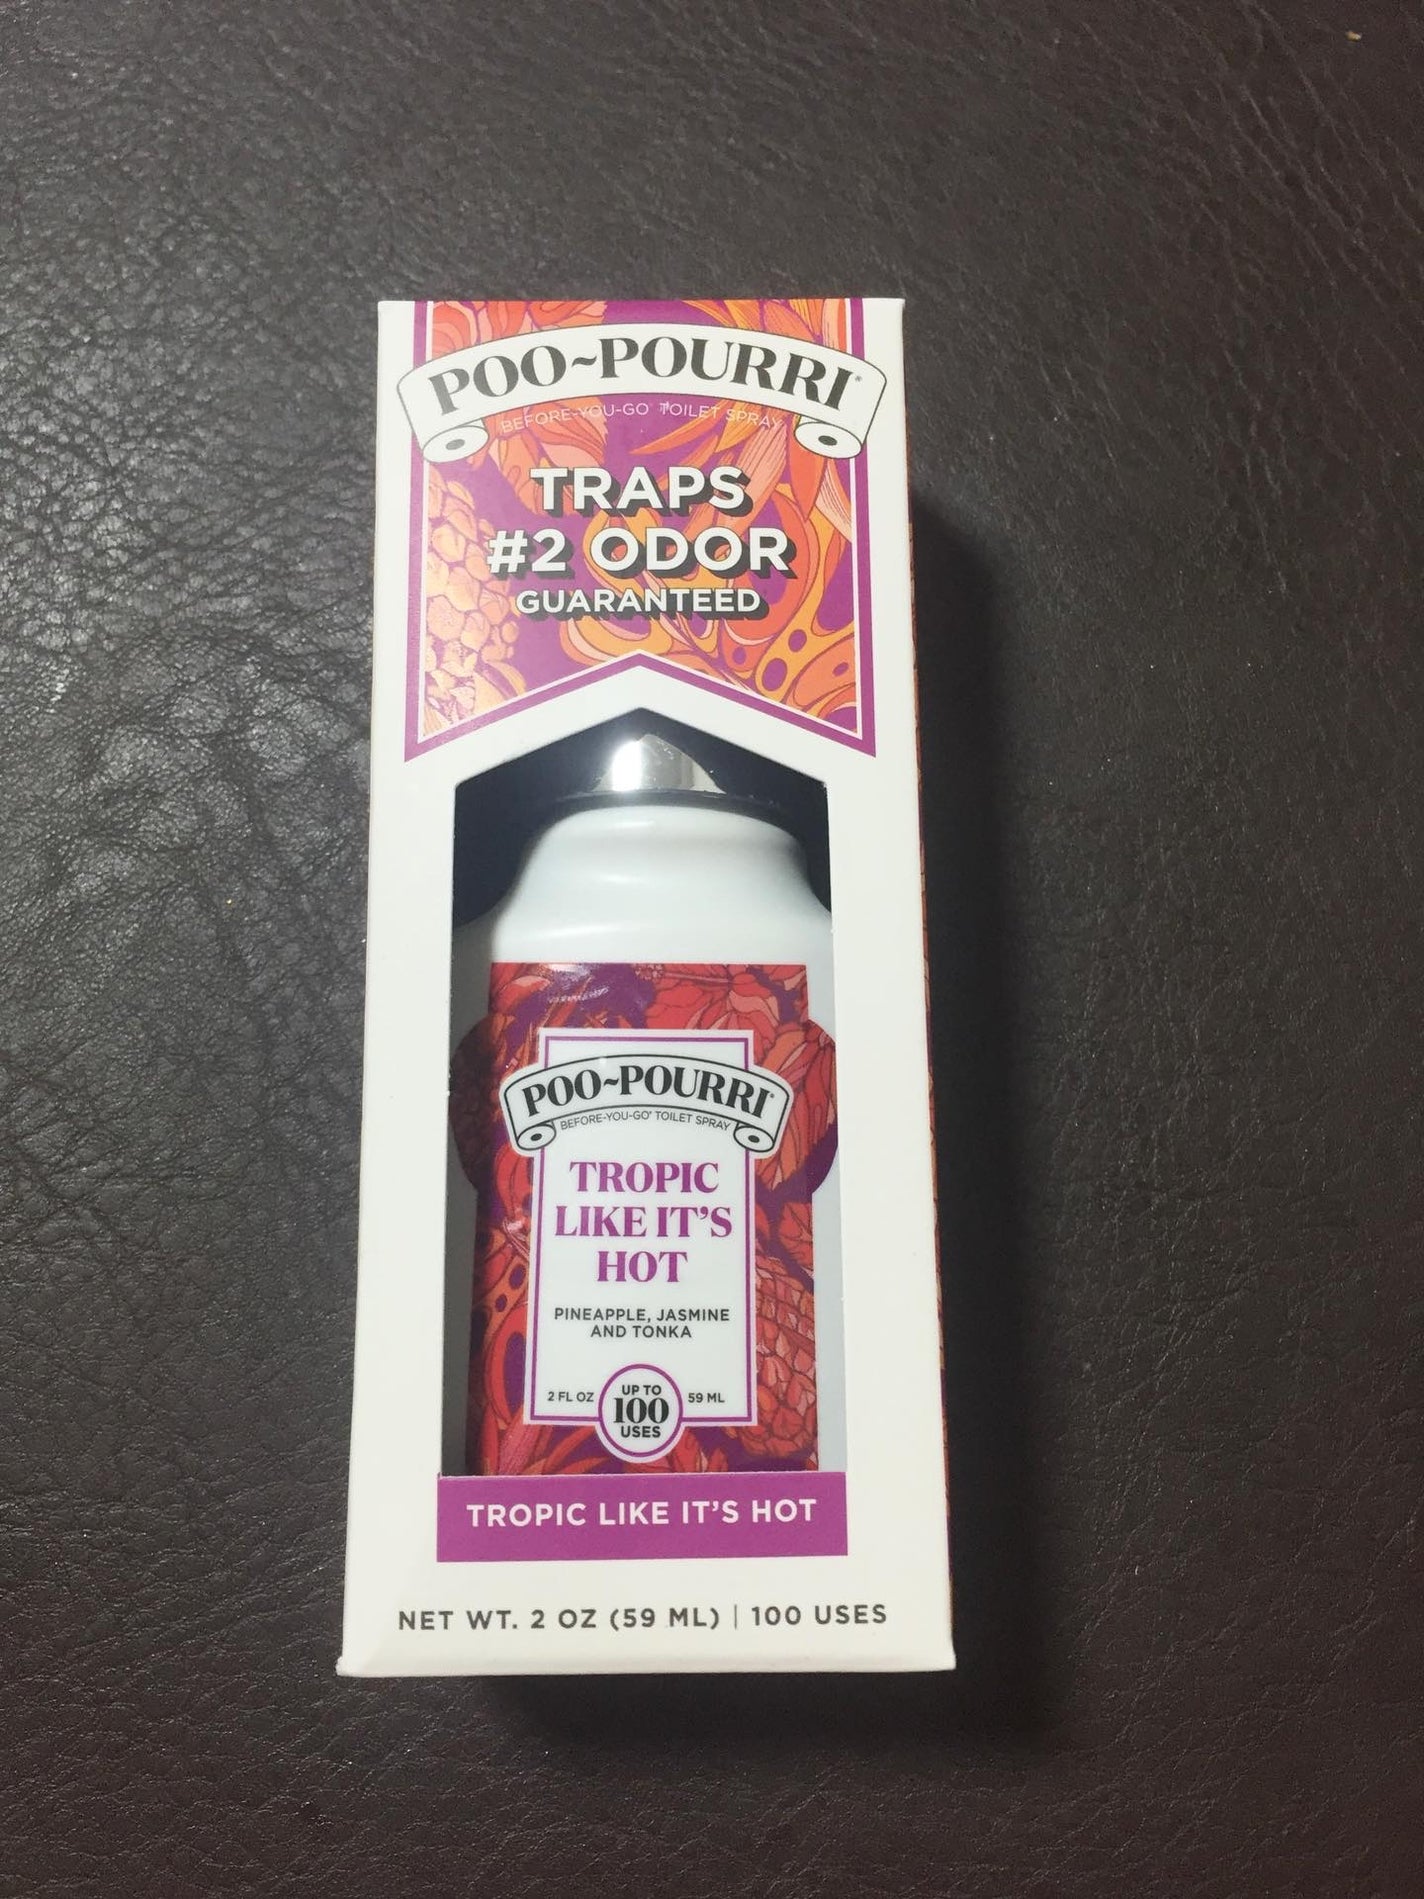 POO~POURRI®
BEFORE-YOU-GO® TOILET SPRAY
TRAPS
#2 ODOR
GUARANTEED
POO~POURRI®
BEFORE-YOU-GO® TOILET SPRAY
TROPIC
LIKE IT'S
HOT
PINEAPPLE, JASMINE
AND TONKA
2 FL OZ
UP TO
100
USES
59 ML
TROPIC LIKE IT'S HOT
NET WT. 2 OZ (59 ML) | 100 USES